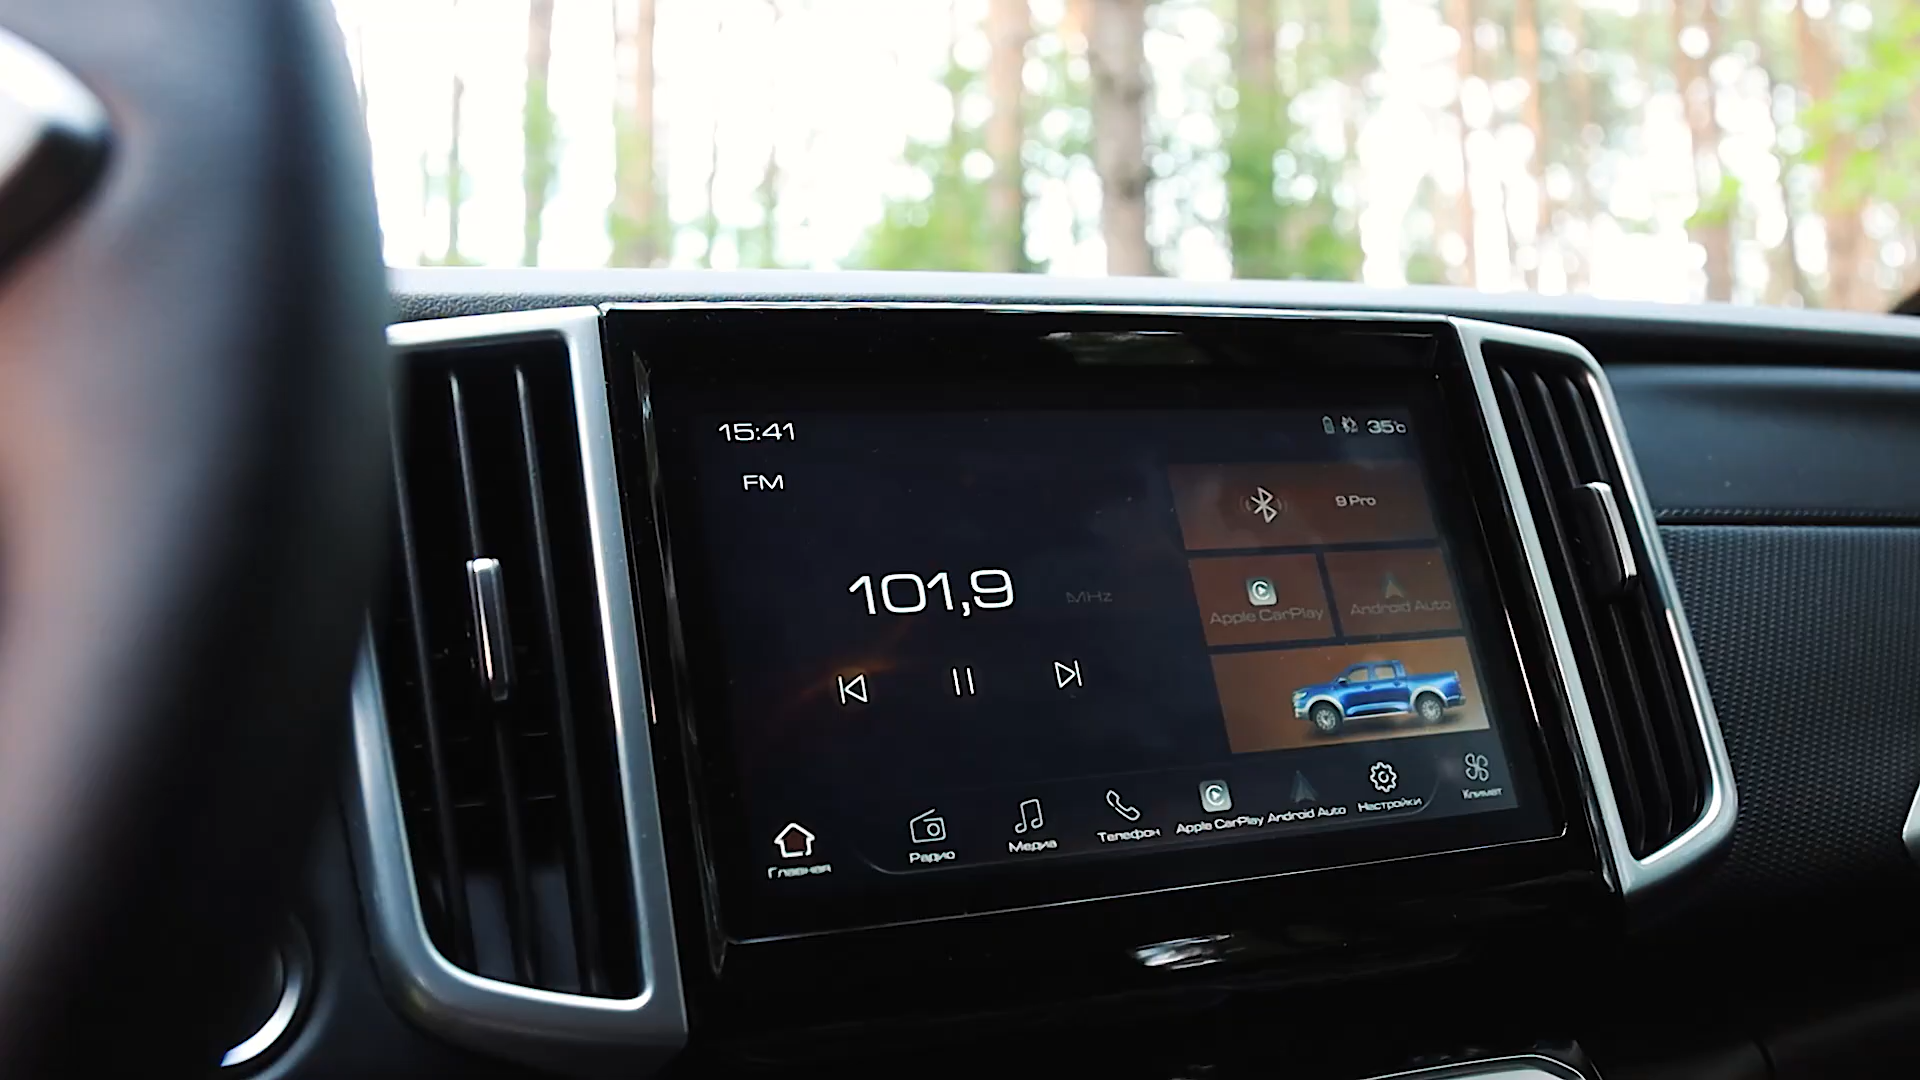 15:41
35°c
FM
9 Pro
101,9 MHz
Apple CarPlay
Android Auto
Главная
Радио
Медиа
Телефон
Apple CarPlay
Android Auto
Настройки
Климат